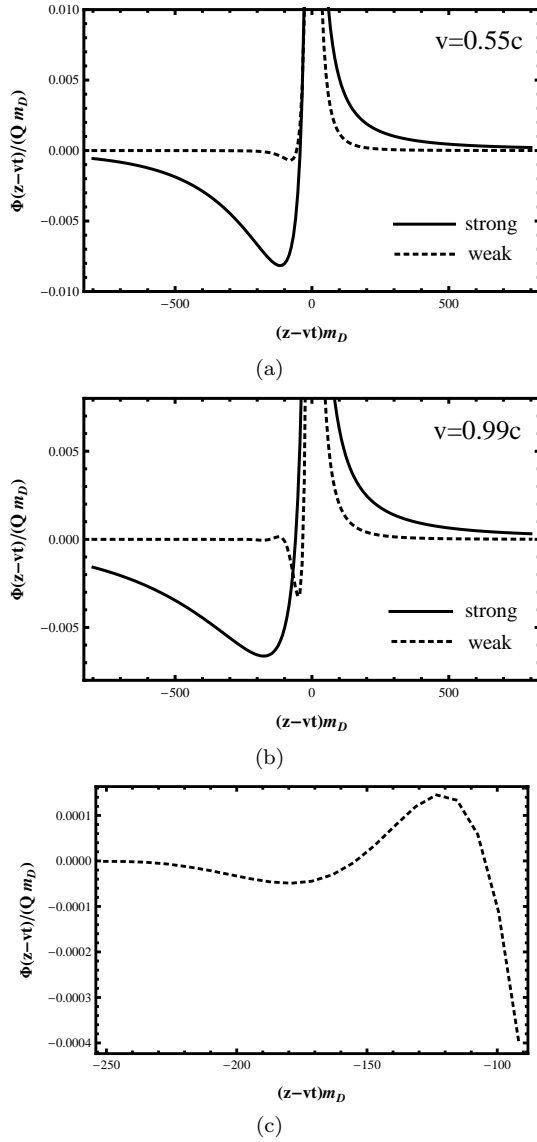 0.010
v=0.55c
0.005
0.000
−0.005
−0.010
Φ(z−vt)/(Q m_D)
strong
weak
−500
0
500
(z−vt)m_D
(a)
v=0.99c
0.005
0.000
−0.005
Φ(z−vt)/(Q m_D)
strong
weak
−500
0
500
(z−vt)m_D
(b)
0.0001
0.0000
−0.0001
−0.0002
−0.0003
−0.0004
Φ(z−vt)/(Q m_D)
−250
−200
−150
−100
(z−vt)m_D
(c)